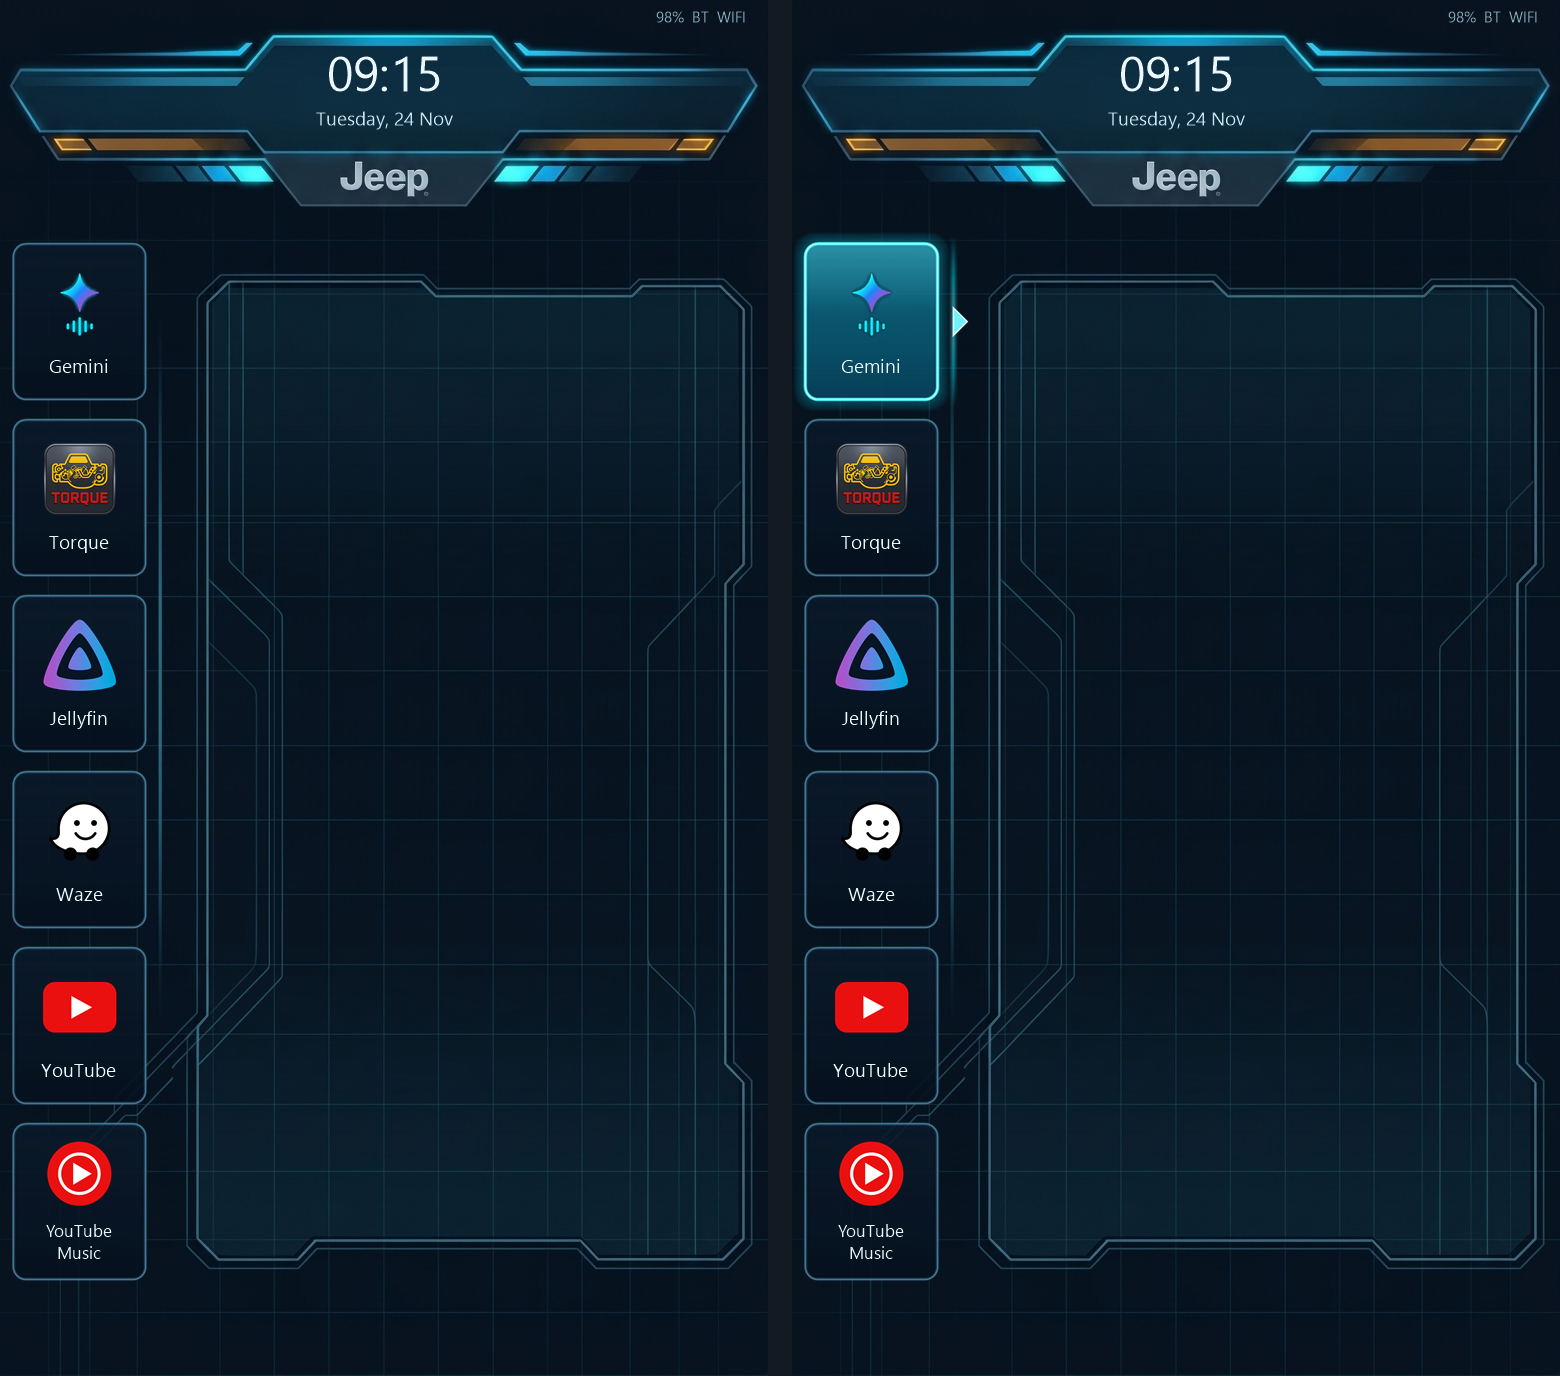 98% BT WIFI
09:15
Tuesday, 24 Nov
Jeep
Gemini
TORQUE
Torque
Jellyfin
Waze
YouTube
YouTube
Music
98% BT WIFI
09:15
Tuesday, 24 Nov
Jeep
Gemini
TORQUE
Torque
Jellyfin
Waze
YouTube
YouTube
Music